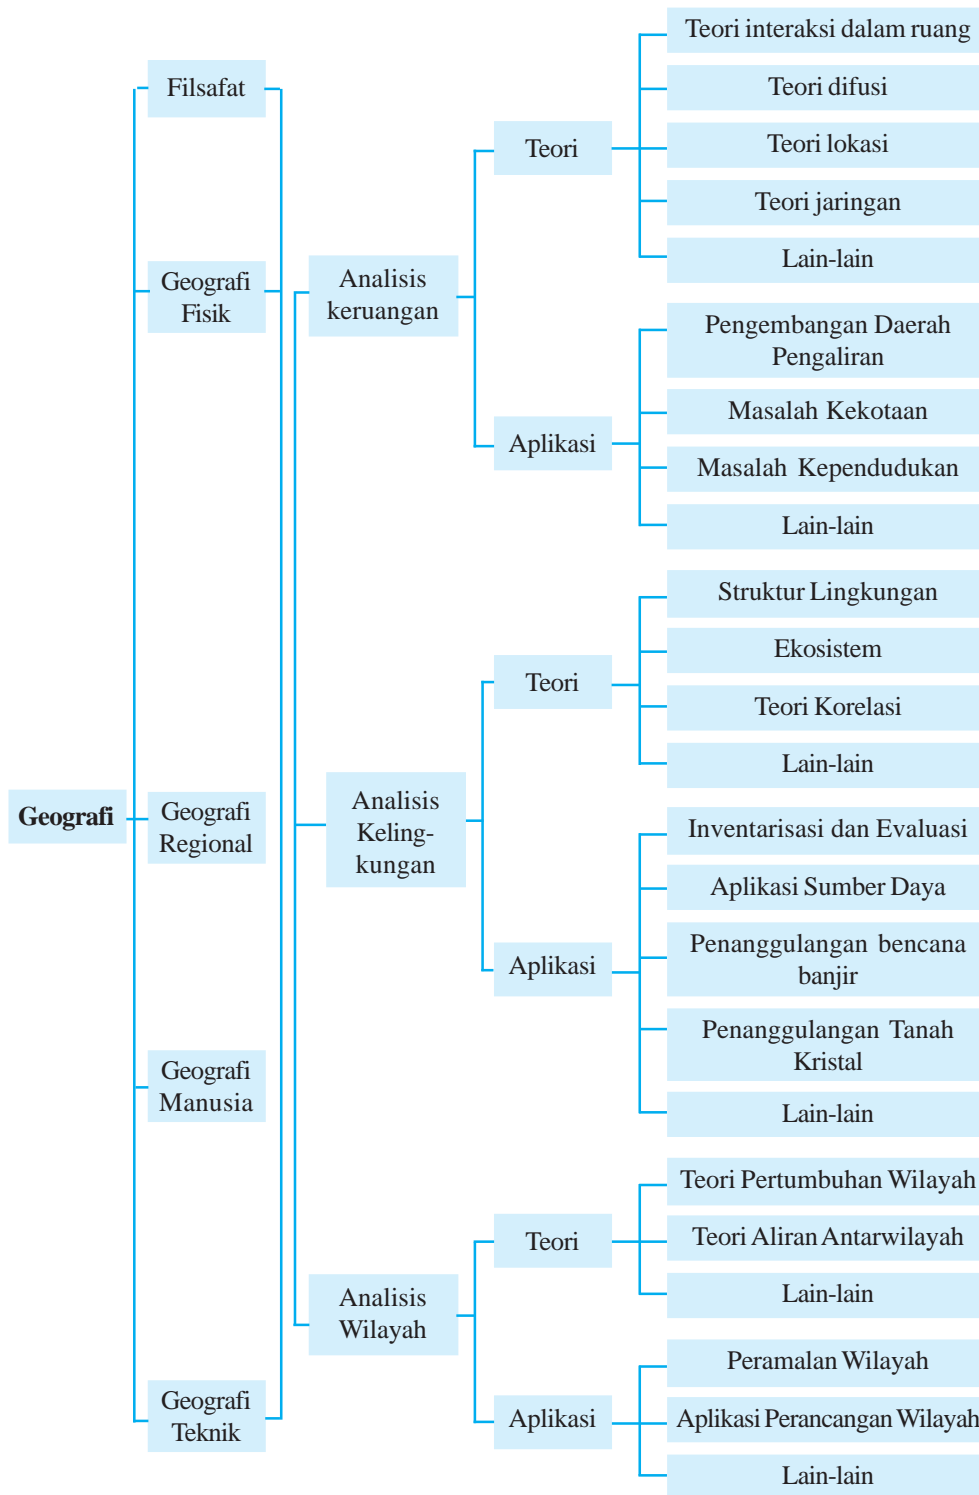 Geografi
Filsafat
Geografi
Fisik
Geografi
Regional
Geografi
Manusia
Geografi
Teknik
Analisis
keruangan
Teori
Teori interaksi dalam ruang
Teori difusi
Teori lokasi
Teori jaringan
Lain-lain
Aplikasi
Pengembangan Daerah
Pengaliran
Masalah Kekotaan
Masalah Kependudukan
Lain-lain
Analisis
Keling-
kungan
Teori
Struktur Lingkungan
Ekosistem
Teori Korelasi
Lain-lain
Aplikasi
Inventarisasi dan Evaluasi
Aplikasi Sumber Daya
Penanggulangan bencana
banjir
Penanggulangan Tanah
Kristal
Lain-lain
Analisis
Wilayah
Teori
Teori Pertumbuhan Wilayah
Teori Aliran Antarwilayah
Lain-lain
Aplikasi
Peramalan Wilayah
Aplikasi Perancangan Wilayah
Lain-lain